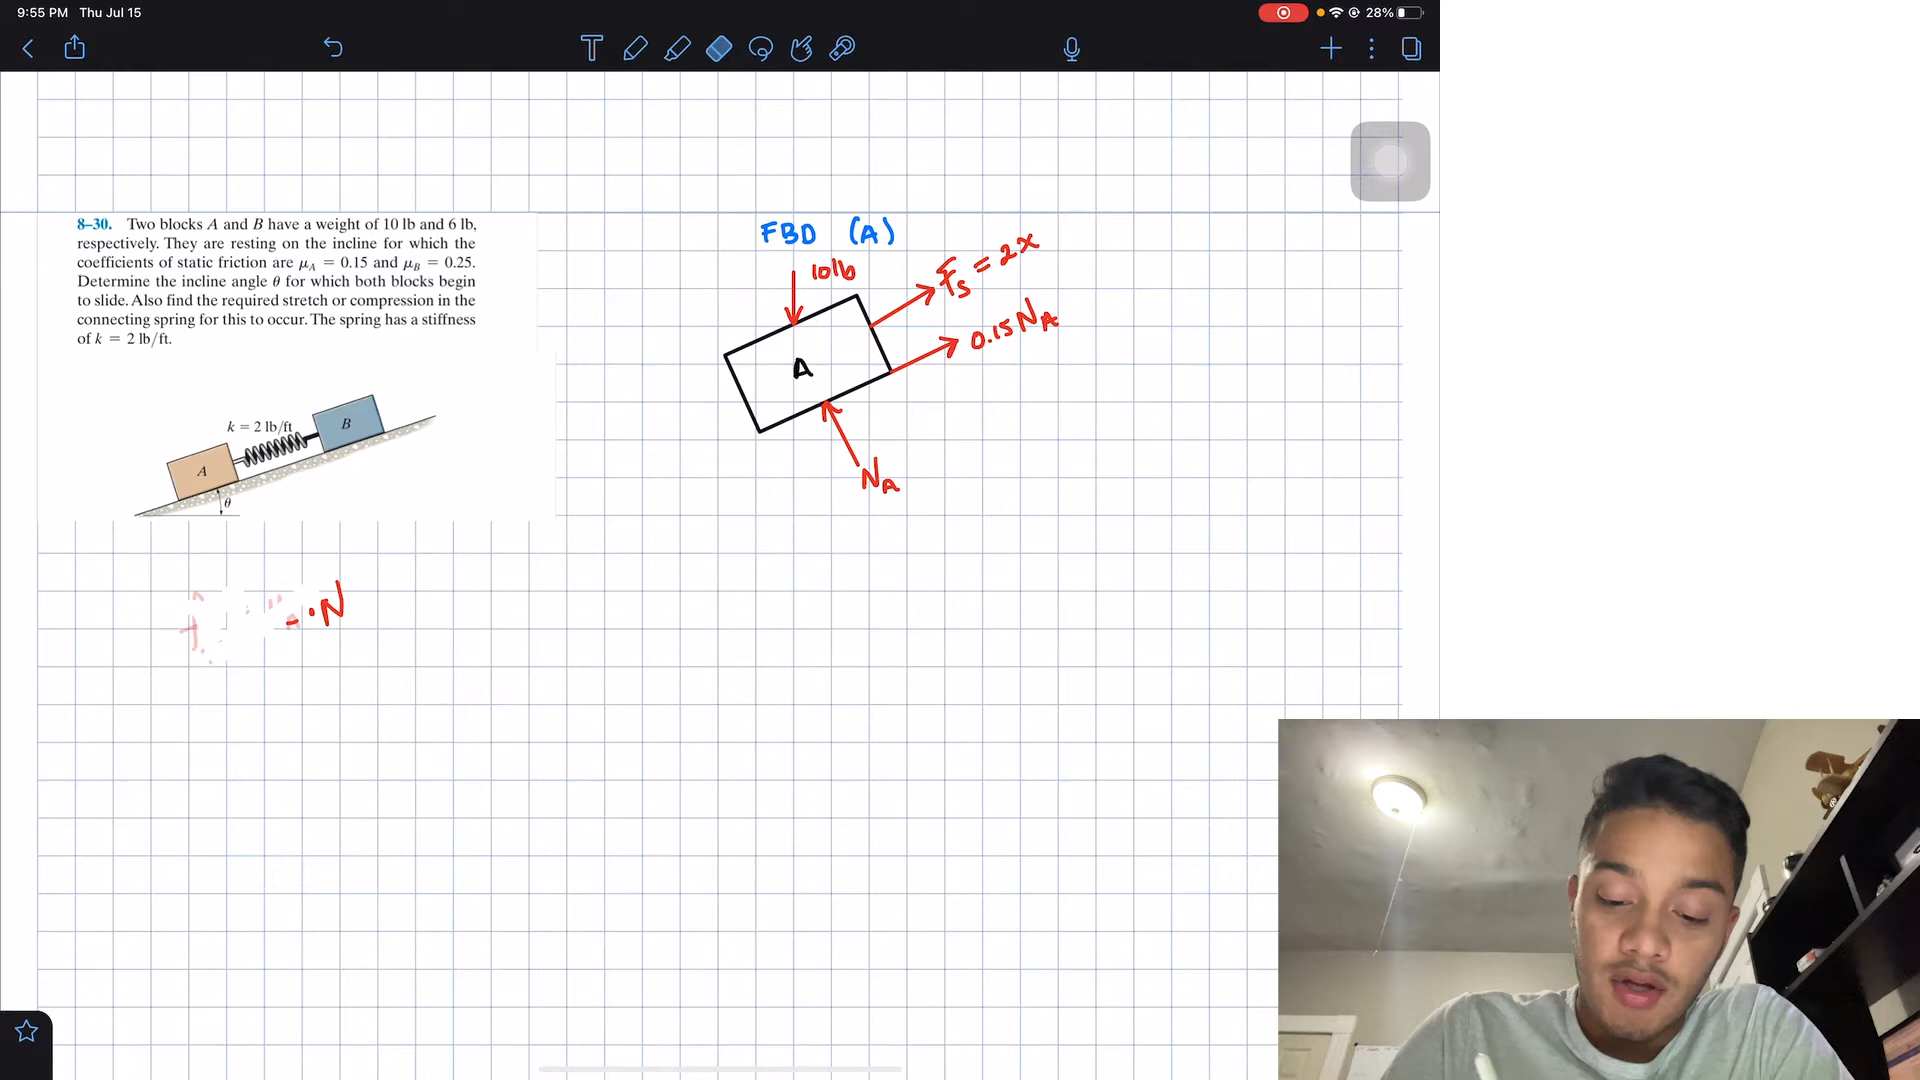 9:55 PM Thu Jul 15
28%
8–30. Two blocks A and B have a weight of 10 lb and 6 lb,
respectively. They are resting on the incline for which the
coefficients of static friction are μA = 0.15 and μB = 0.25.
Determine the incline angle θ for which both blocks begin
to slide. Also find the required stretch or compression in the
connecting spring for this to occur. The spring has a stiffness
of k = 2 lb/ft.
k = 2 lb/ft
B
A
θ
FBD (A)
10lb
Fs = 2x
0.15 NA
A
NA
· N